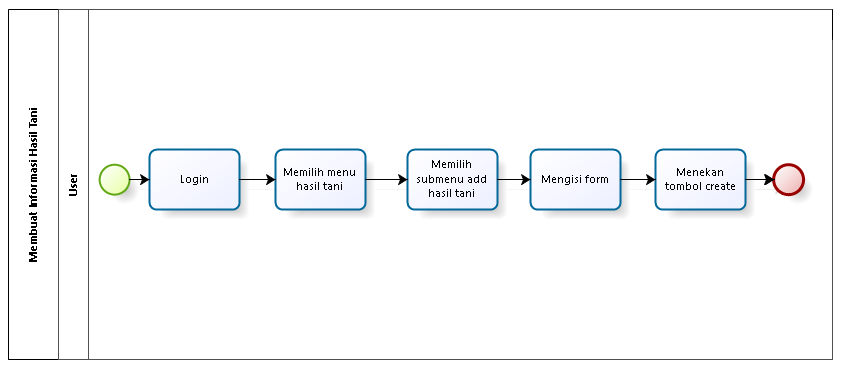 Membuat Informasi Hasil Tani
User
Login
Memilih menu
hasil tani
Memilih
submenu add
hasil tani
Mengisi form
Menekan
tombol create